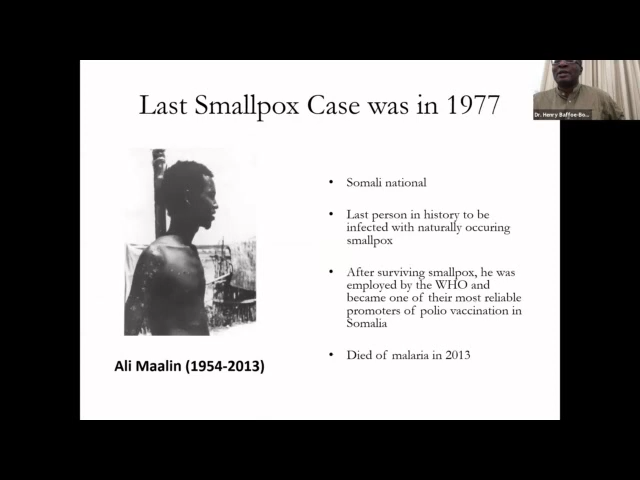 Last Smallpox Case was in 1977
Dr. Henry Baffoe-Bo...
• Somali national
• Last person in history to be
infected with naturally occuring
smallpox
• After surviving smallpox, he was
employed by the WHO and
became one of their most reliable
promoters of polio vaccination in
Somalia
• Died of malaria in 2013
Ali Maalin (1954-2013)